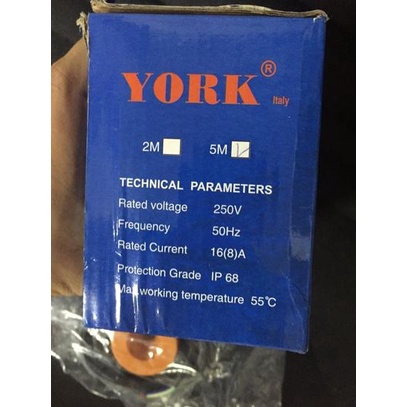 YORK®
Italy
2M 5M
TECHNICAL PARAMETERS
Rated voltage 250V
Frequency 50Hz
Rated Current 16(8)A
Protection Grade IP 68
Max working temperature 55℃